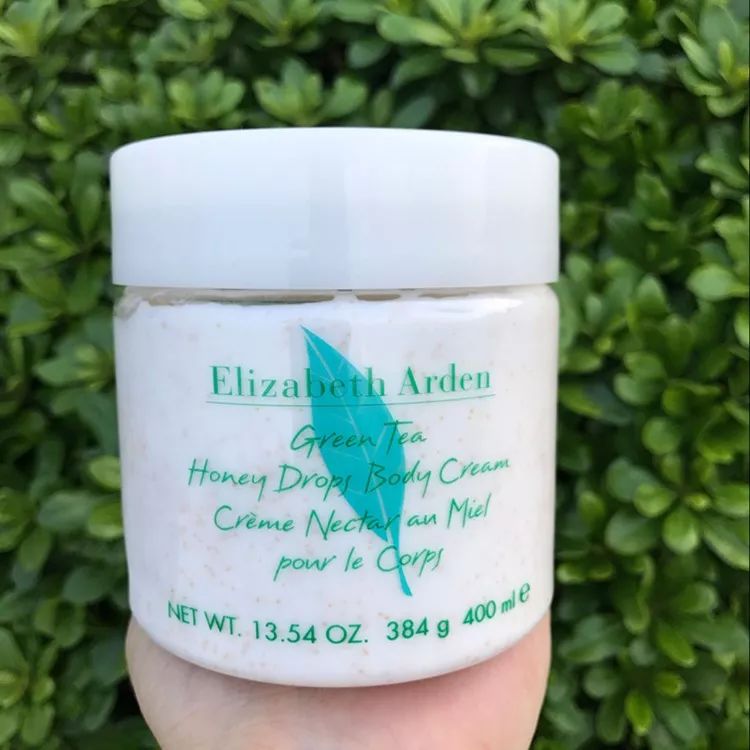 Elizabeth Arden
Green Tea
Honey Drops Body Cream
Crème Nectar au Miel
pour le Corps
NET WT. 13.54 OZ. 384 g 400 ml e